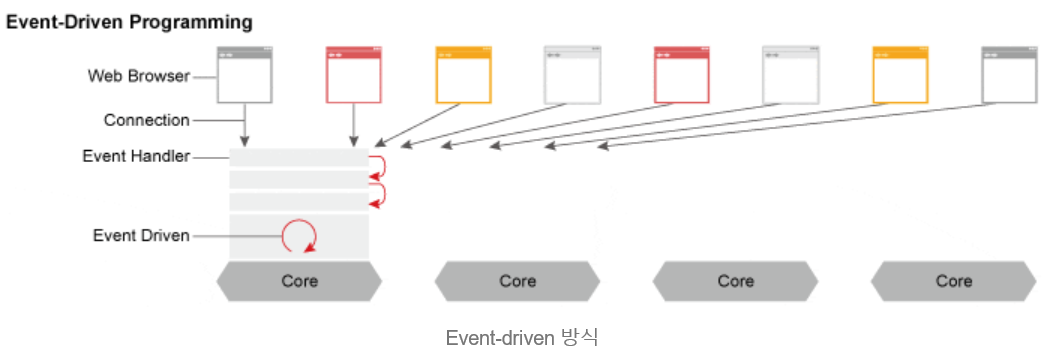 Event-Driven Programming
Web Browser
Connection
Event Handler
Event Driven
Core Core Core Core
Event-driven 방식